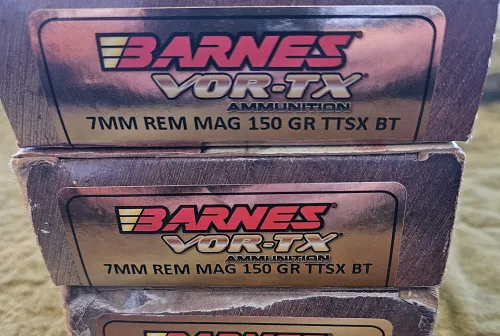 BARNES
VOR-TX
AMMUNITION
7MM REM MAG 150 GR TTSX BT
BARNES
VOR-TX
AMMUNITION
7MM REM MAG 150 GR TTSX BT
BARNES